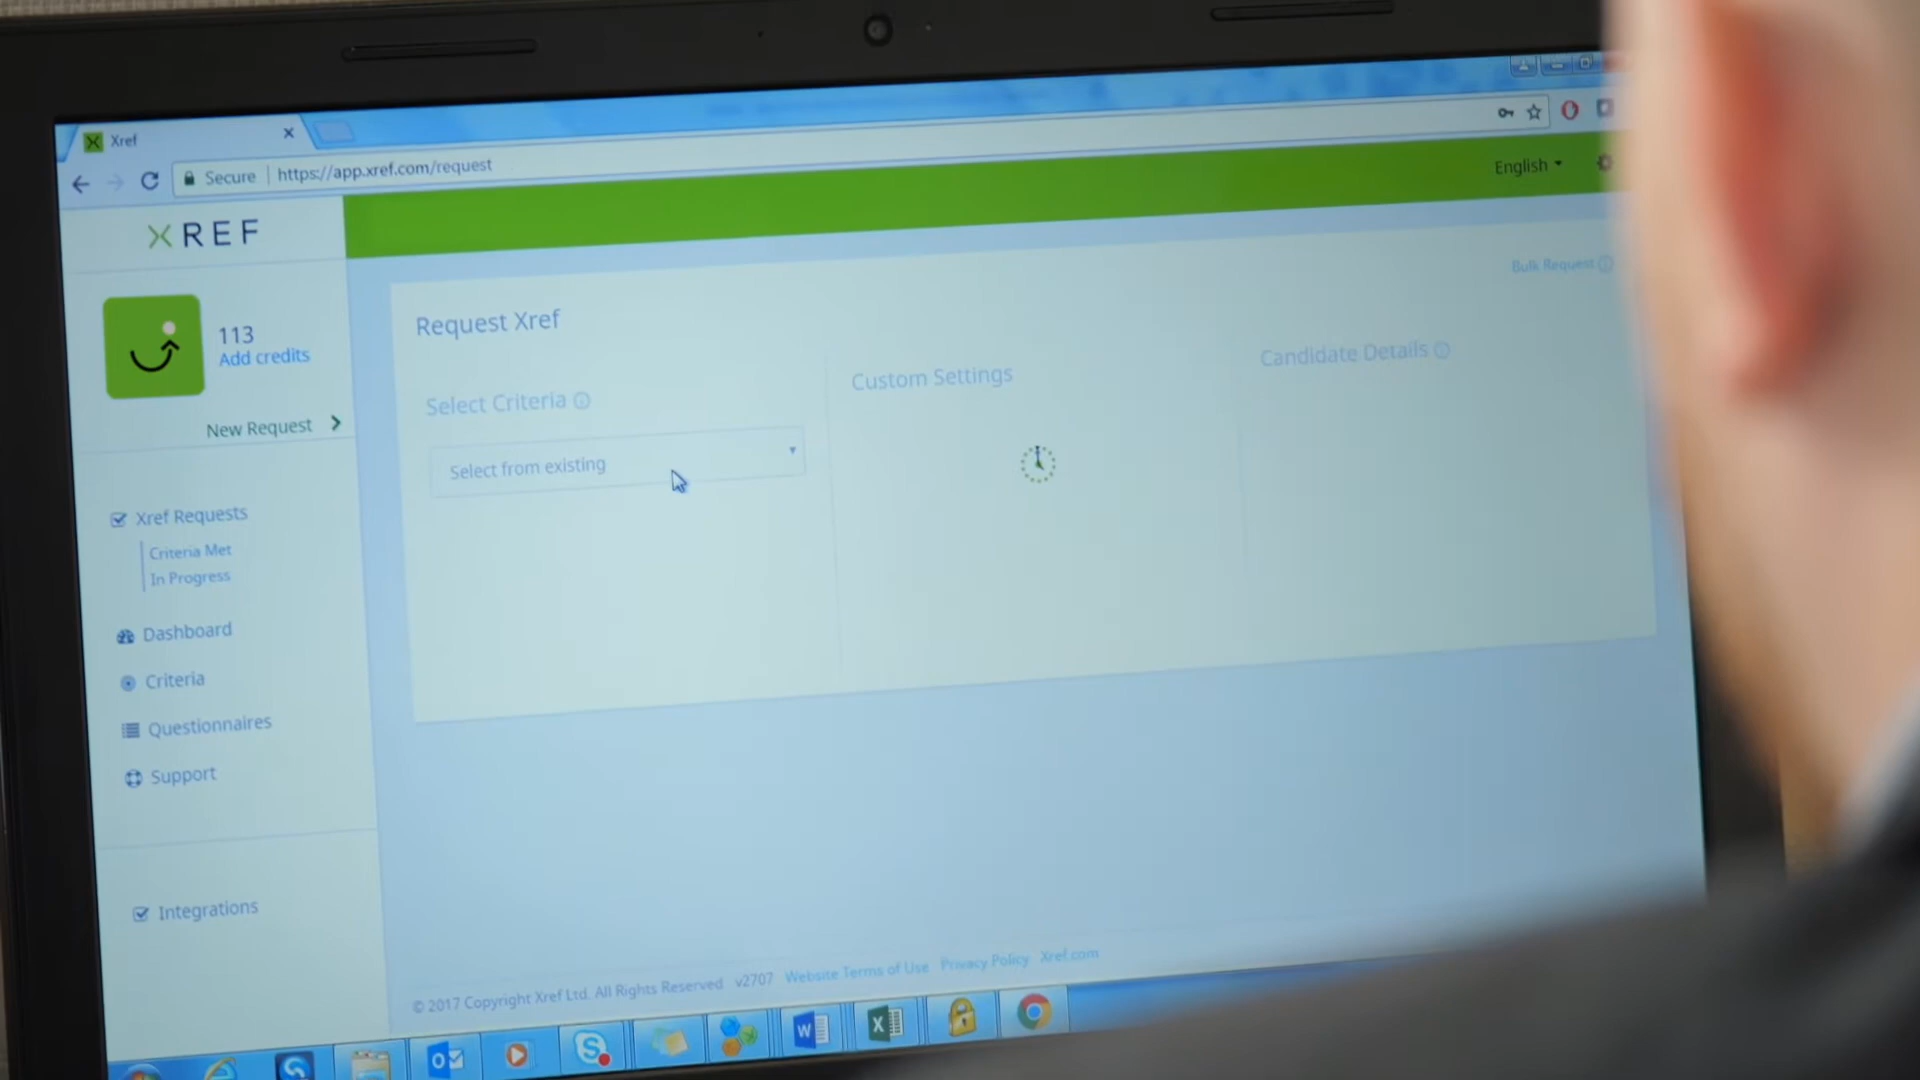 Xref
Secure https://app.xref.com/request
English
XREF
113
Add credits
New Request
Xref Requests
Criteria Met
In Progress
Dashboard
Criteria
Questionnaires
Support
Integrations
Bulk Request
Request Xref
Select Criteria
Custom Settings
Candidate Details
Select from existing
© 2017 Copyright Xref Ltd. All Rights Reserved v2707 Website Terms of Use Privacy Policy Xref.com